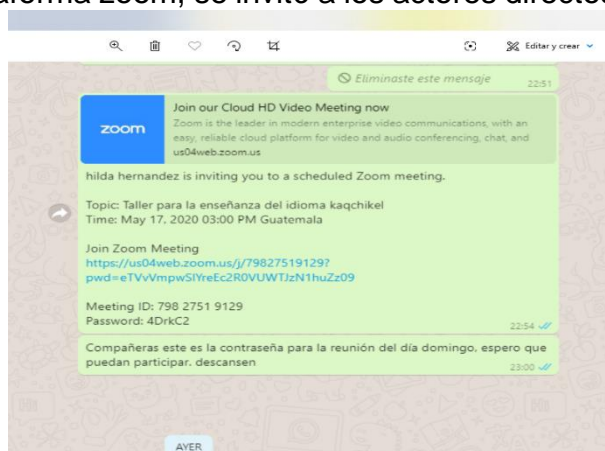 aforma zoom, se invitó a los actores directos
Editar y crear
Eliminaste este mensaje 22:51
zoom
Join our Cloud HD Video Meeting now
Zoom is the leader in modern enterprise video communications, with an
easy, reliable cloud platform for video and audio conferencing, chat, and
us04web.zoom.us
hilda hernandez is inviting you to a scheduled Zoom meeting.
Topic: Taller para la enseñanza del idioma kaqchikel
Time: May 17, 2020 03:00 PM Guatemala
Join Zoom Meeting
https://us04web.zoom.us/j/79827519129?
pwd=eTVvVmpwSlYreEc2R0VUWTJzN1huZz09
Meeting ID: 798 2751 9129
Password: 4DrkC2
22:54
Compañeras este es la contraseña para la reunión del día domingo, espero que
puedan participar. descansen
23:00
AYER